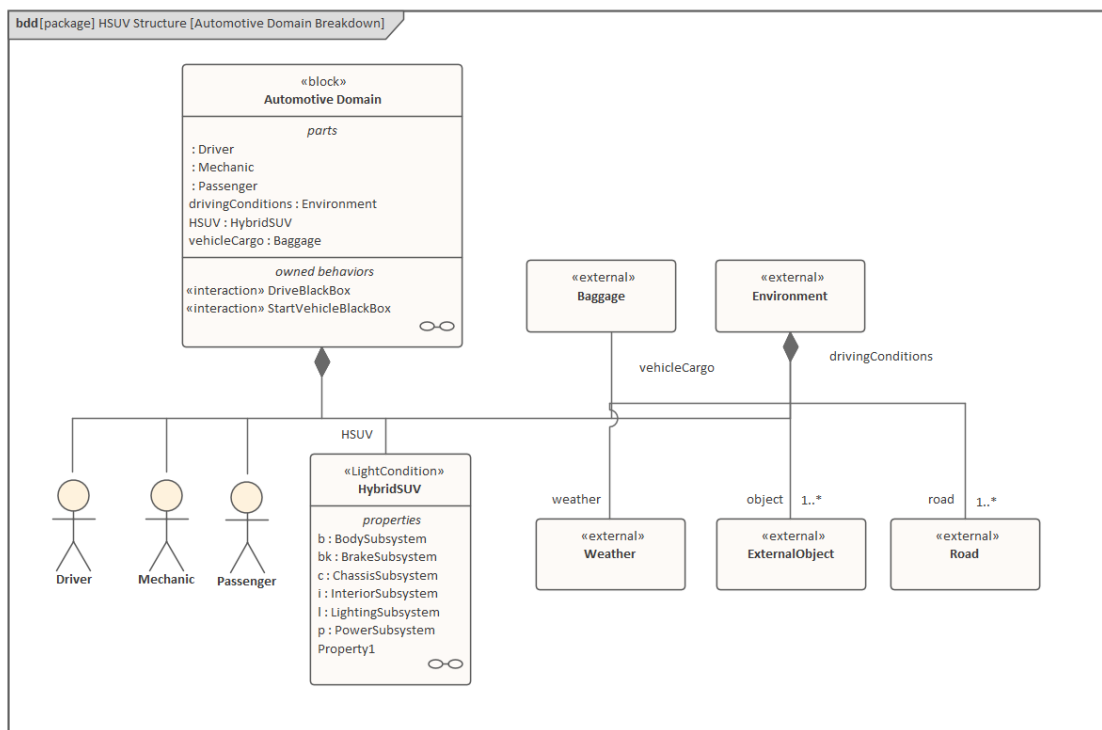 bdd [package] HSUV Structure [Automotive Domain Breakdown]
«block»
Automotive Domain
parts
: Driver
: Mechanic
: Passenger
drivingConditions : Environment
HSUV : HybridSUV
vehicleCargo : Baggage
owned behaviors
«interaction» DriveBlackBox
«interaction» StartVehicleBlackBox
«external»
Baggage
«external»
Environment
vehicleCargo
drivingConditions
HSUV
Driver
Mechanic
Passenger
«LightCondition»
HybridSUV
properties
b : BodySubsystem
bk : BrakeSubsystem
c : ChassisSubsystem
i : InteriorSubsystem
l : LightingSubsystem
p : PowerSubsystem
Property1
weather
object 1..*
road 1..*
«external»
Weather
«external»
ExternalObject
«external»
Road